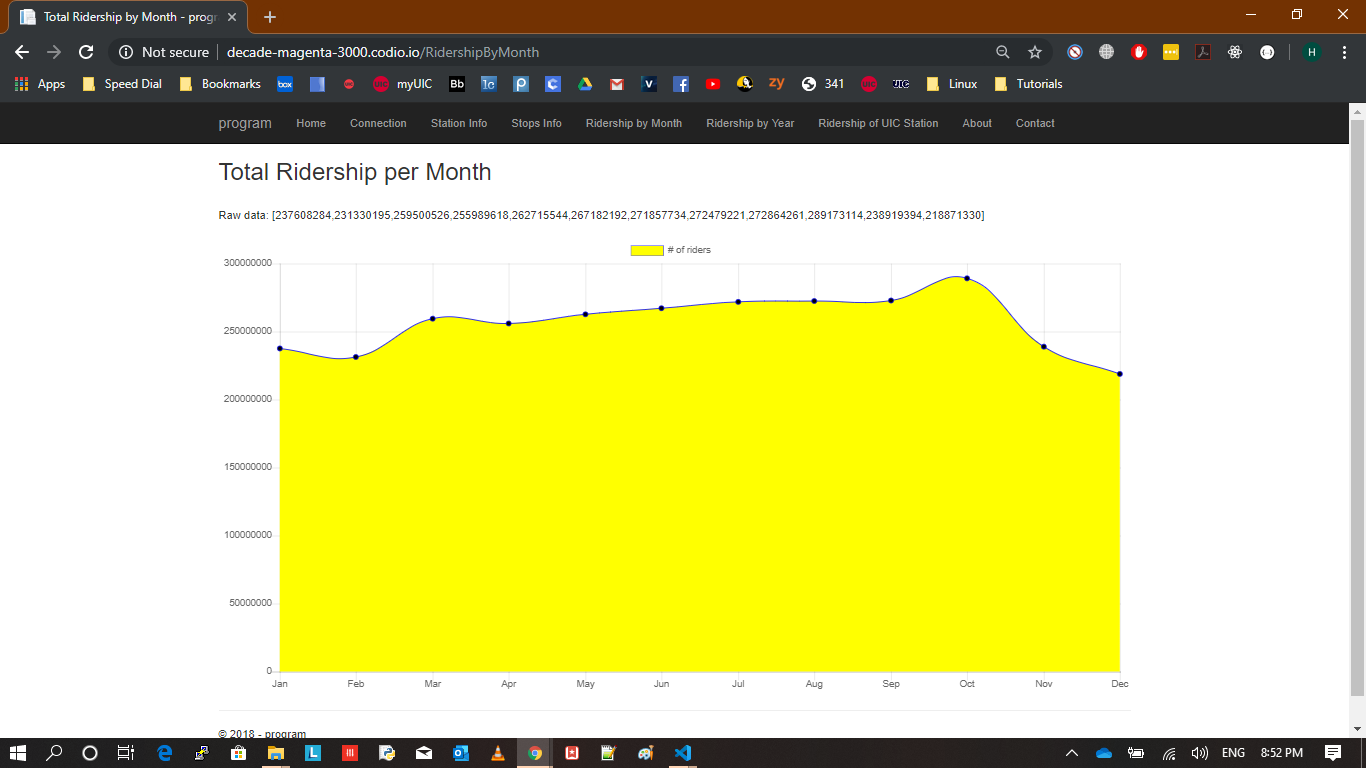 Total Ridership by Month - progr
Not secure decade-magenta-3000.codio.io/RidershipByMonth
H
Apps Speed Dial Bookmarks box uic myUIC Bb 1c P C V f zy S 341 uic UIC Linux Tutorials
program Home Connection Station Info Stops Info Ridership by Month Ridership by Year Ridership of UIC Station About Contact
Total Ridership per Month
Raw data: [237608284,231330195,259500526,255989618,262715544,267182192,271857734,272479221,272864261,289173114,238919394,218871330]
# of riders
300000000
250000000
200000000
150000000
100000000
50000000
0
Jan Feb Mar Apr May Jun Jul Aug Sep Oct Nov Dec
© 2018 - program
L
ENG 8:52 PM